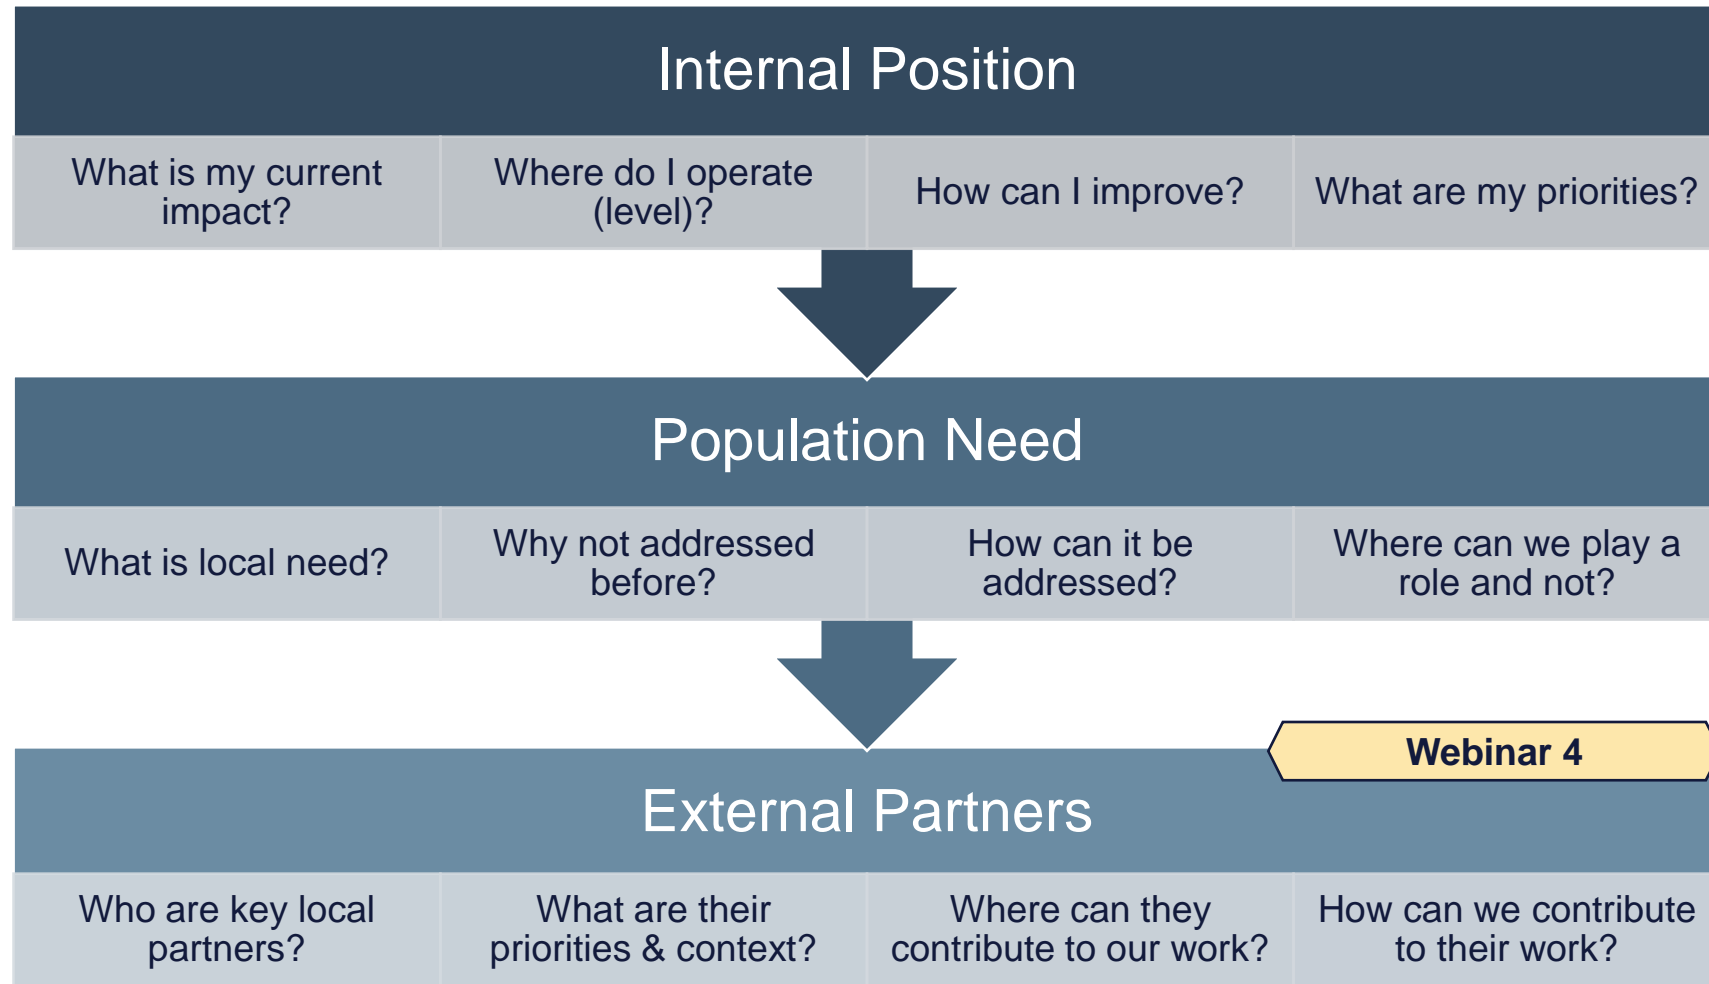 Internal Position
What is my current
impact?
Where do I operate
(level)?
How can I improve?
What are my priorities?
Population Need
What is local need?
Why not addressed
before?
How can it be
addressed?
Where can we play a
role and not?
Webinar 4
External Partners
Who are key local
partners?
What are their
priorities & context?
Where can they
contribute to our work?
How can we contribute
to their work?